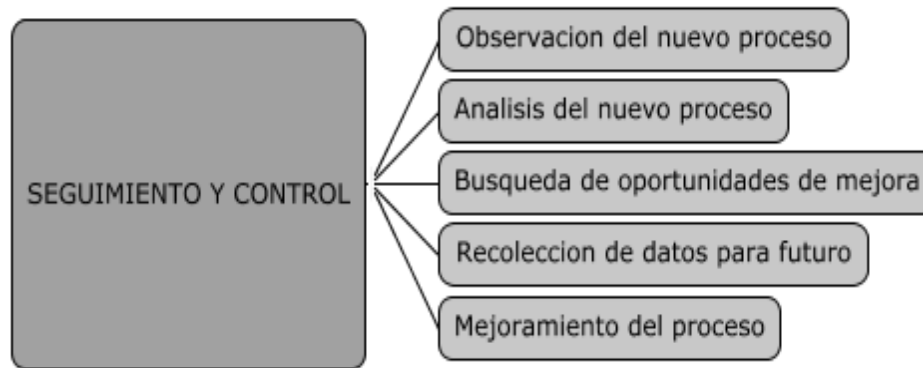 SEGUIMIENTO Y CONTROL
Observacion del nuevo proceso
Analisis del nuevo proceso
Busqueda de oportunidades de mejora
Recoleccion de datos para futuro
Mejoramiento del proceso